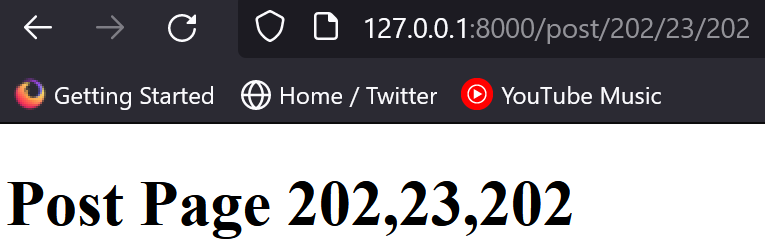 127.0.0.1:8000/post/202/23/202
Getting Started Home / Twitter YouTube Music
Post Page 202,23,202